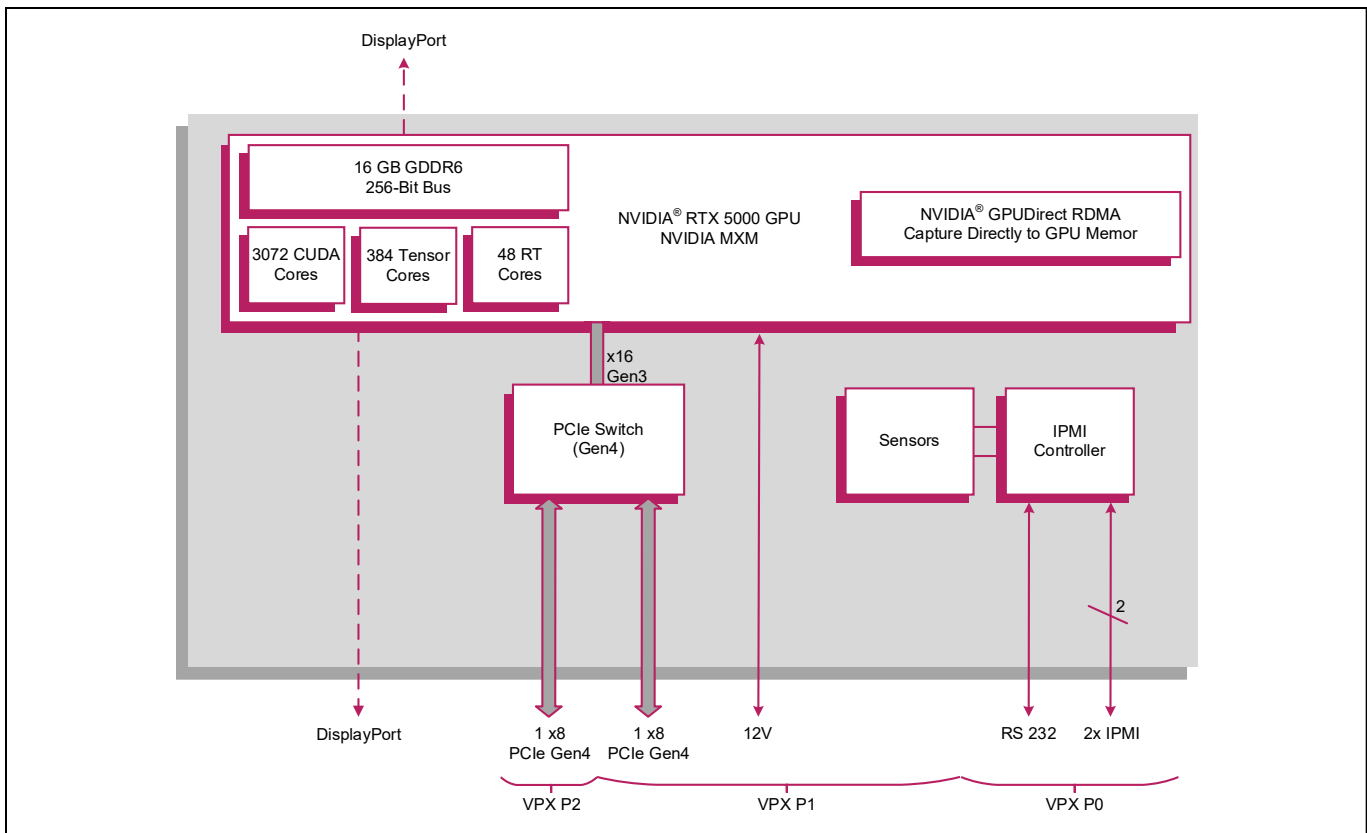 DisplayPort
16 GB GDDR6
256-Bit Bus
NVIDIA® RTX 5000 GPU
NVIDIA MXM
NVIDIA® GPUDirect RDMA
Capture Directly to GPU Memor
3072 CUDA
Cores
384 Tensor
Cores
48 RT
Cores
x16
Gen3
PCIe Switch
(Gen4)
Sensors
IPMI
Controller
2
DisplayPort
1 x8
PCIe Gen4
1 x8
PCIe Gen4
12V
RS 232
2x IPMI
VPX P2
VPX P1
VPX P0